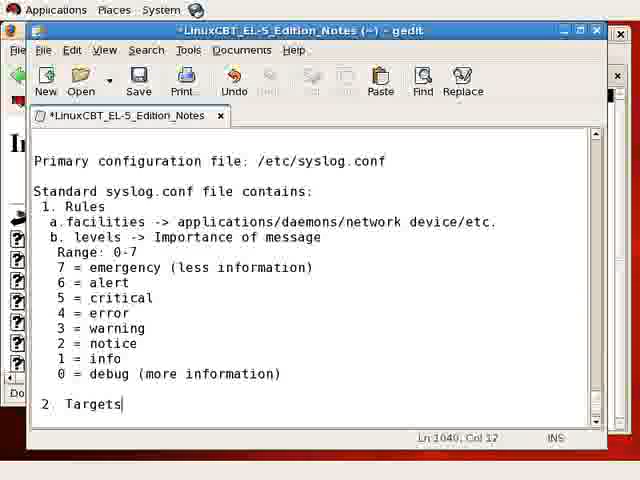 Applications Places System
*LinuxCBT_EL-5_Edition_Notes (~) - gedit
File Edit View Search Tools Documents Help
New Open Save Print... Undo Paste Find Replace
*LinuxCBT_EL-5_Edition_Notes
Primary configuration file: /etc/syslog.conf
Standard syslog.conf file contains:
1. Rules
a.facilities -> applications/daemons/network device/etc.
b. levels -> Importance of message
Range: 0-7
7 = emergency (less information)
6 = alert
5 = critical
4 = error
3 = warning
2 = notice
1 = info
0 = debug (more information)
2. Targets
Ln 1040, Col 12 INS